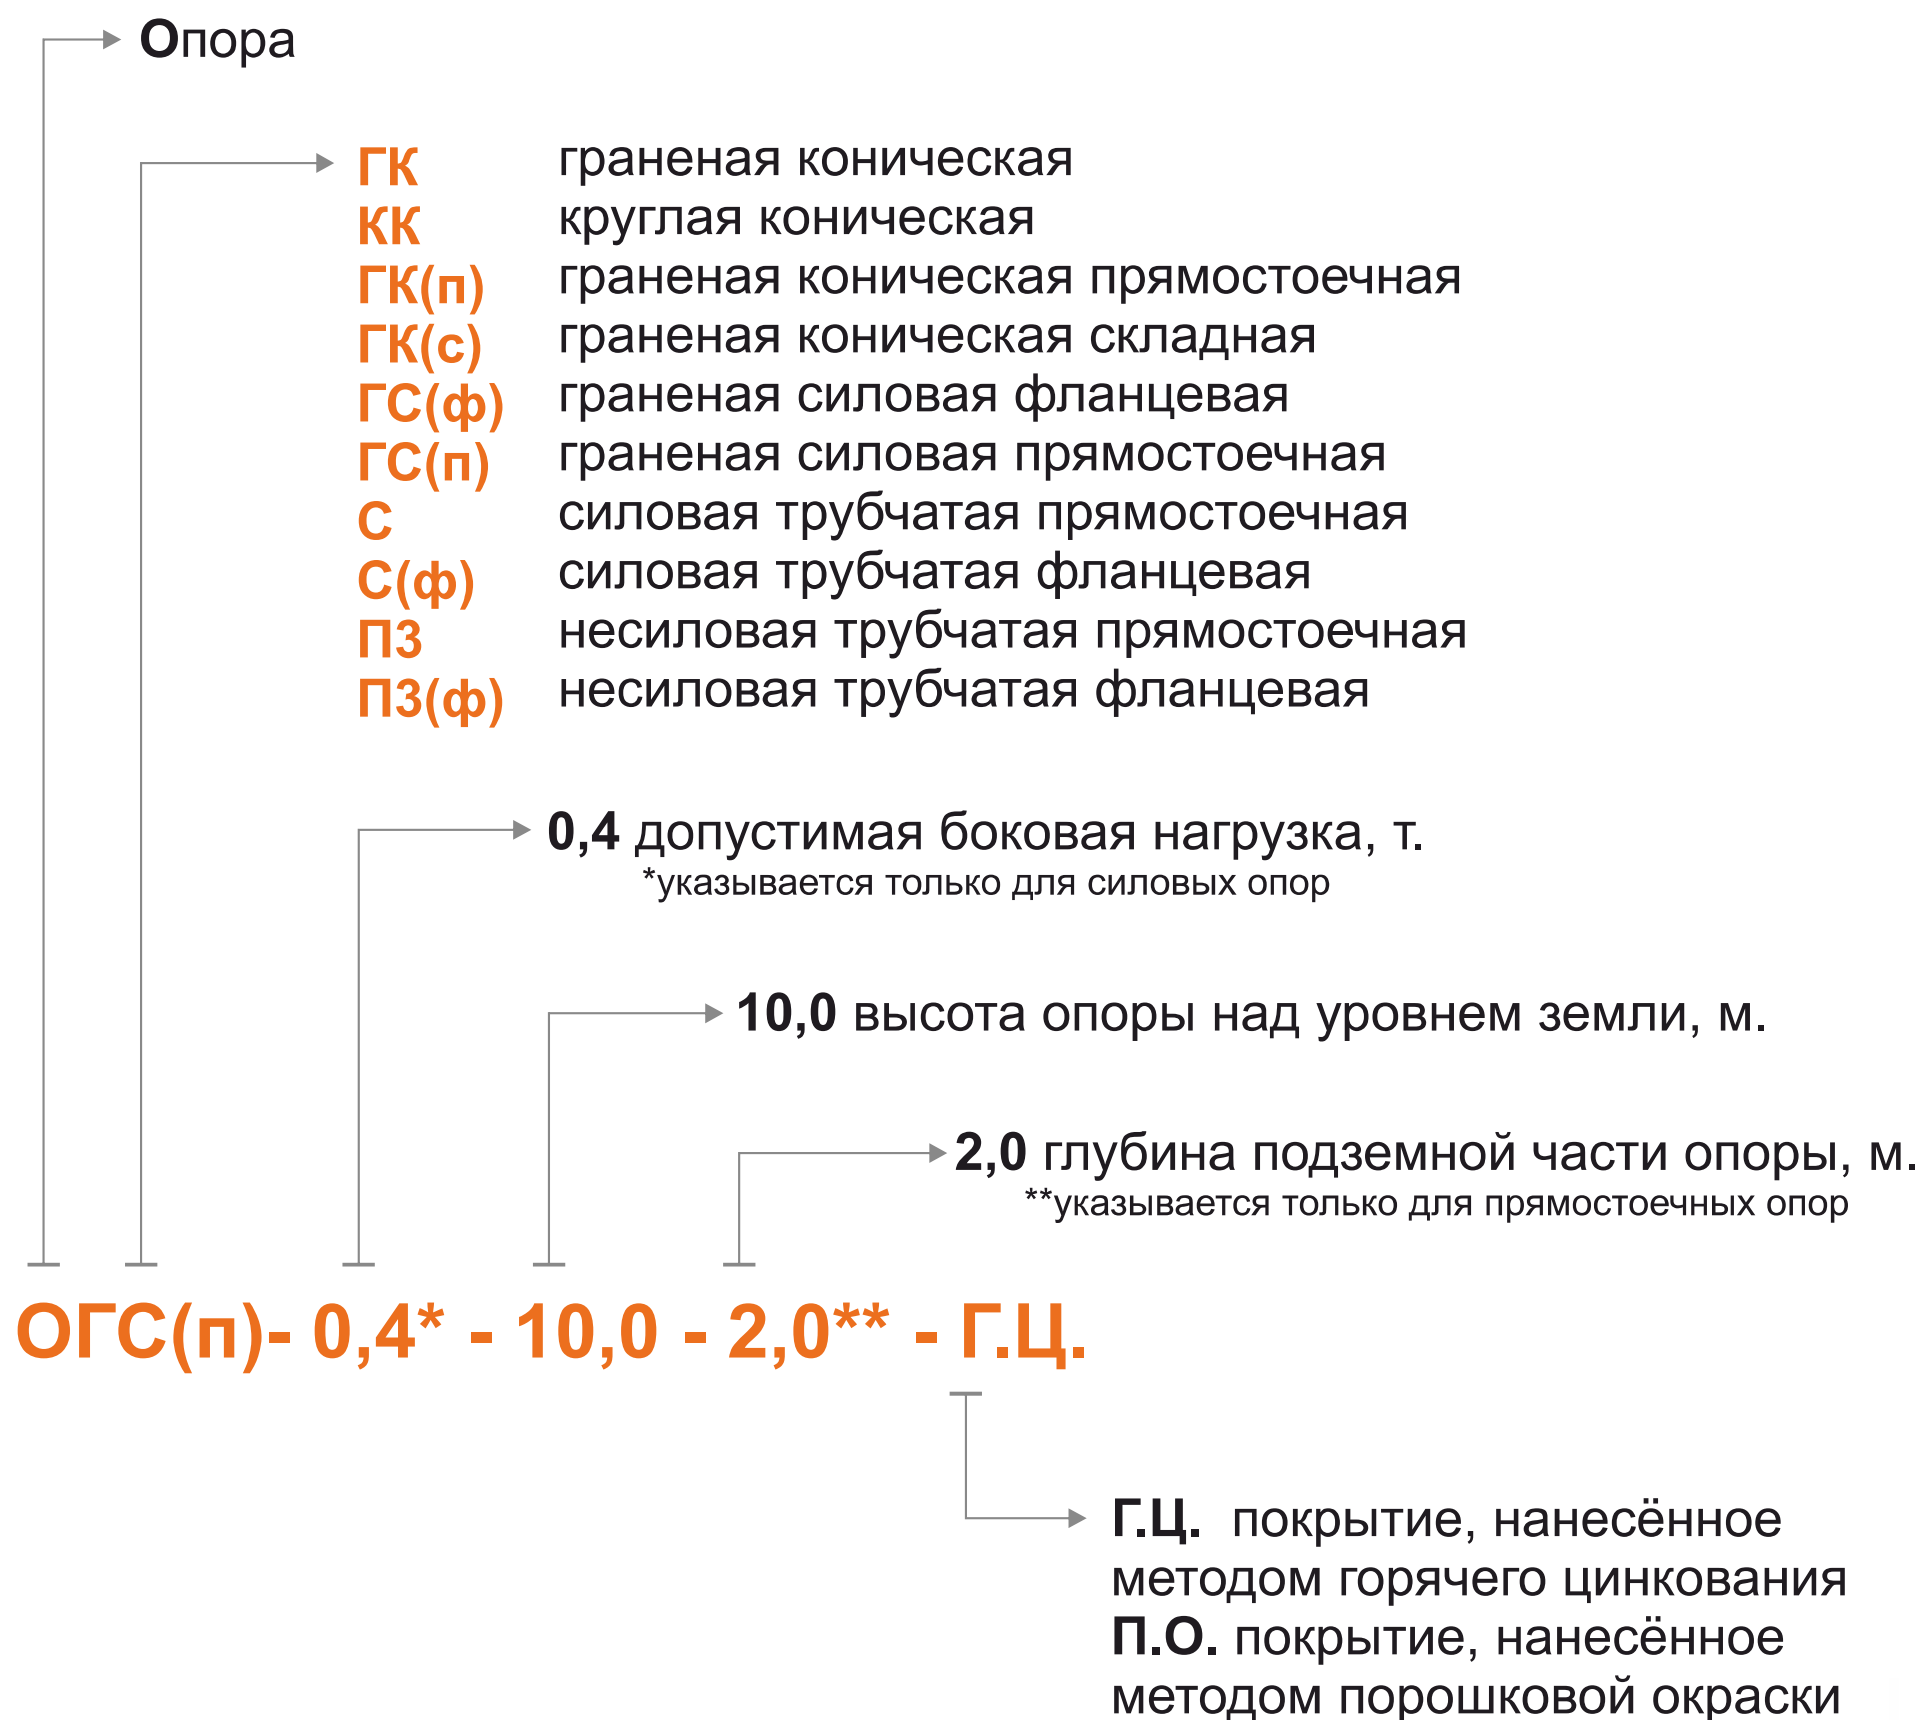 Опора
ГК граненая коническая
КК круглая коническая
ГК(п) граненая коническая прямостоечная
ГК(с) граненая коническая складная
ГС(ф) граненая силовая фланцевая
ГС(п) граненая силовая прямостоечная
С силовая трубчатая прямостоечная
С(ф) силовая трубчатая фланцевая
П3 несиловая трубчатая прямостоечная
П3(ф) несиловая трубчатая фланцевая
0,4 допустимая боковая нагрузка, т.
*указывается только для силовых опор
10,0 высота опоры над уровнем земли, м.
2,0 глубина подземной части опоры, м.
**указывается только для прямостоечных опор
ОГС(п)- 0,4* - 10,0 - 2,0** - Г.Ц.
Г.Ц. покрытие, нанесённое
методом горячего цинкования
П.О. покрытие, нанесённое
методом порошковой окраски